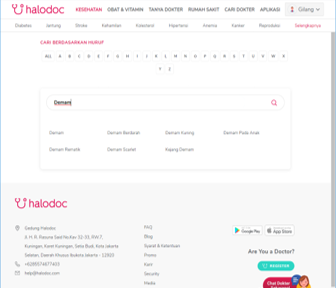 halodoc
KESEHATAN OBAT & VITAMIN TANYA DOKTER RUMAH SAKIT CARI DOKTER APLIKASI Gilang
Diabetes Jantung Stroke Kehamilan Kolesterol Hipertensi Anemia Kanker Reproduksi Selengkapnya
CARI BERDASARKAN HURUF
ALL A B C D E F G H I J K L M N O P Q R S T U V W X
Y Z
Demam
Demam Demam Berdarah Demam Kuning Demam Pada Anak
Demam Rematik Demam Scarlet Kejang Demam
halodoc
Gedung Halodoc
Jl. H. R. Rasuna Said No.Kav 32-33, RW.7,
Kuningan, Karet Kuningan, Setia Budi, Kota Jakarta
Selatan, Daerah Khusus Ibukota Jakarta - 12920
help@halodoc.com
FAQ
Blog
Syarat & Ketentuan
Promo
Karir
Security
Media
Google Play
App Store
Are You a Doctor?
REGISTER
Chat Dokter